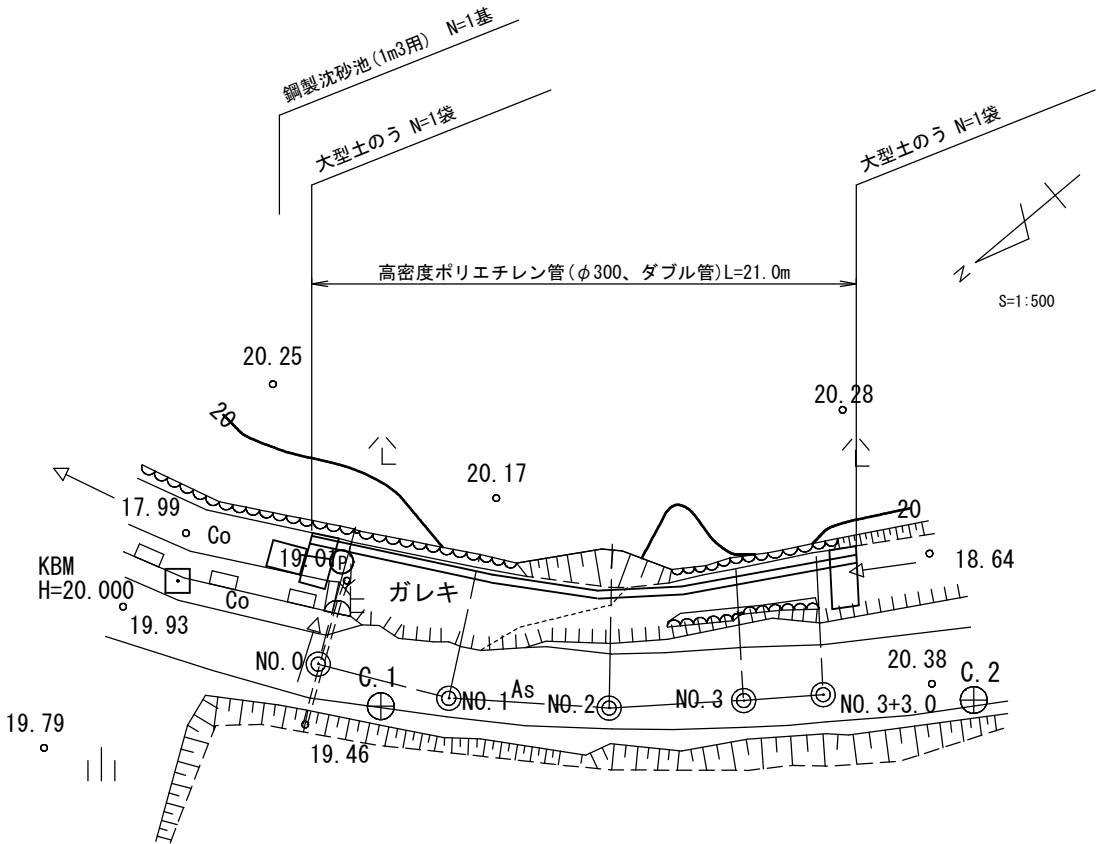 鋼製沈砂池(1m3用) N=1基
大型土のう N=1袋
大型土のう N=1袋
高密度ポリエチレン管(φ300、ダブル管)L=21.0m
N
S=1:500
20.25
20.28
20
20.17
20
17.99
Co
19.07
P
18.64
KBM
H=20.000
Co
ガレキ
19.93
NO.0
C.1
NO.1
As
NO.2
NO.3
NO.3+3.0
20.38
C.2
19.79
19.46